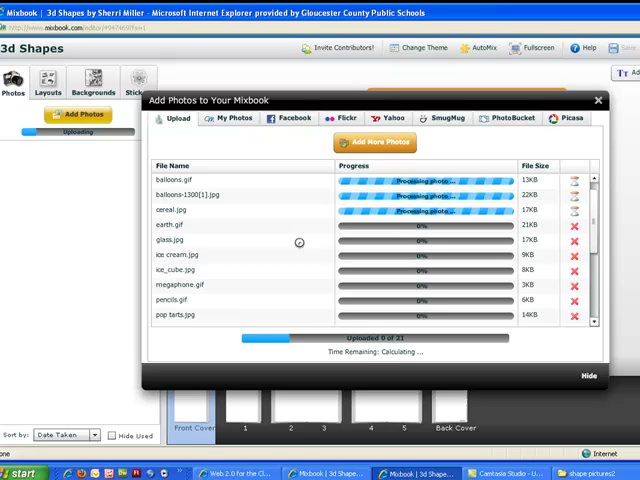 Mixbook | 3d Shapes by Sherri Miller - Microsoft Internet Explorer provided by Gloucester County Public Schools
3d Shapes
Invite Contributors! Change Theme AutoMix Fullscreen Help Save
Photos Layouts Backgrounds Stick
Add Photos
Uploading
Tт Ad
Add Photos to Your Mixbook
Upload My Photos Facebook Flickr Yahoo SmugMug PhotoBucket Picasa
Add More Photos
File Name Progress File Size
balloons.gif Processing photo ... 13KB
balloons-1300[1].jpg Processing photo ... 22KB
cereal.jpg Processing photo ... 17KB
earth.gif 0% 21KB
glass.jpg 0% 17KB
ice cream.jpg 0% 9KB
ice_cube.jpg 0% 8KB
megaphone.gif 0% 3KB
pencils.gif 0% 6KB
pop tarts.jpg 0% 14KB
Uploaded 0 of 21
Time Remaining: Calculating ...
Hide
Front Cover 1 2 3 4 5 Back Cover
Sort by: Date Taken Hide Used
one Internet
start Web 2.0 for the Cl... Mixbook | 3d Shape... Mixbook | 3d Shape... Camtasia Studio - U... shape pictures2